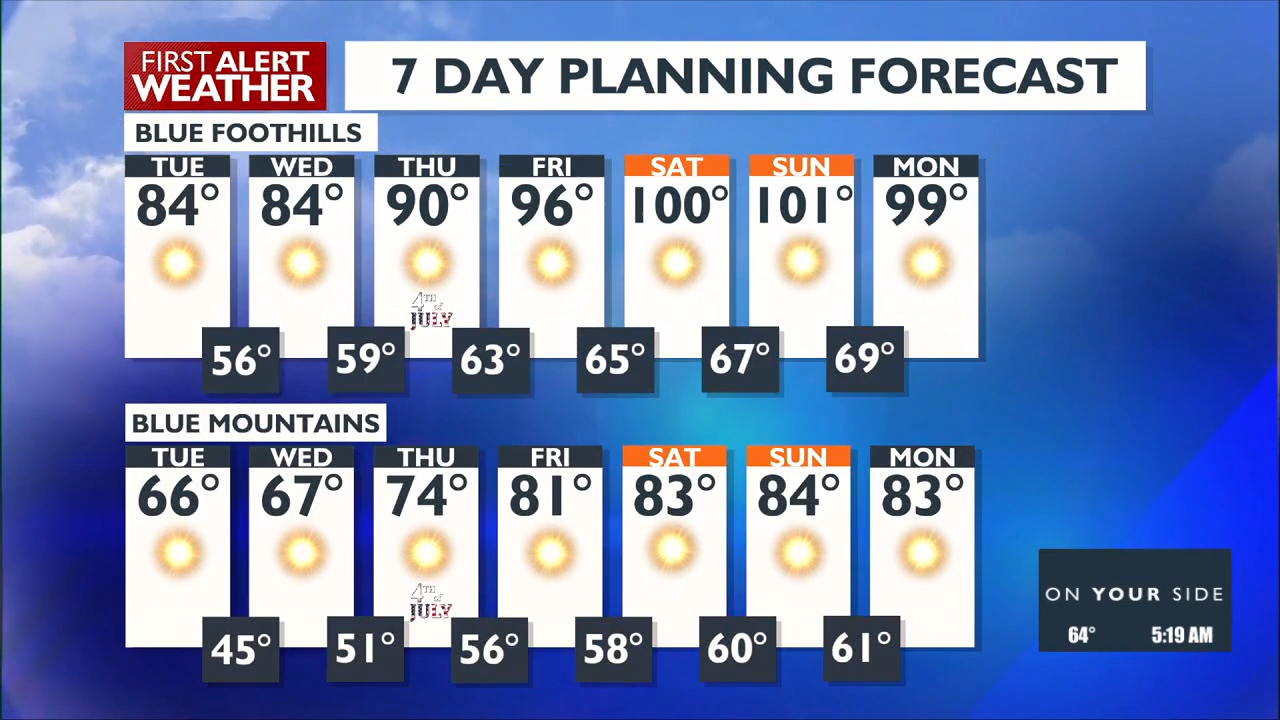 FIRST ALERT
WEATHER
7 DAY PLANNING FORECAST
BLUE FOOTHILLS
TUE WED THU FRI SAT SUN MON
84° 84° 90° 96° 100° 101° 99°
4TH
of
JULY
56° 59° 63° 65° 67° 69°
BLUE MOUNTAINS
TUE WED THU FRI SAT SUN MON
66° 67° 74° 81° 83° 84° 83°
4TH
of
JULY
45° 51° 56° 58° 60° 61°
ON YOUR SIDE
64° 5:19 AM